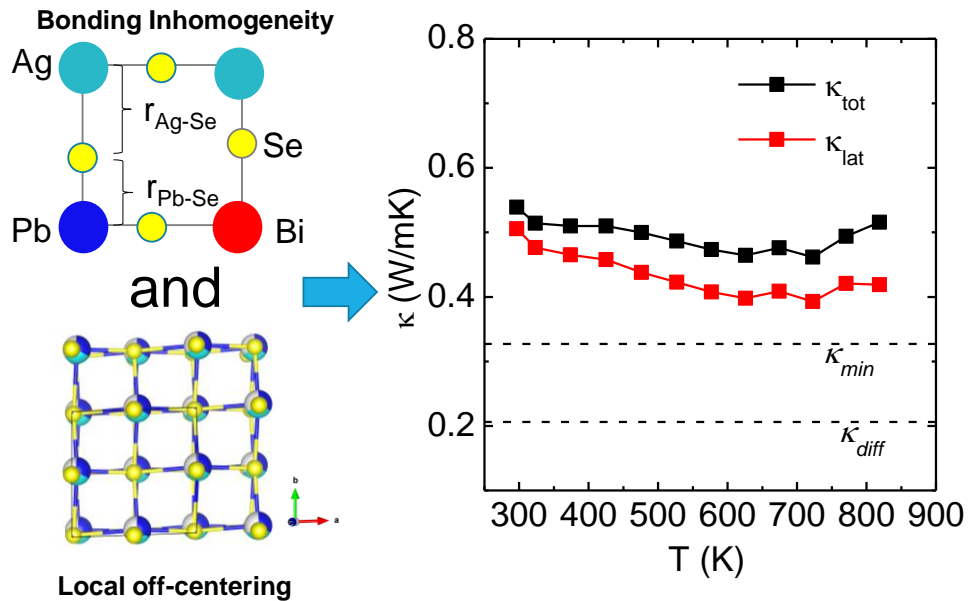 Bonding Inhomogeneity
Ag
r_Ag-Se
Se
r_Pb-Se
Pb
Bi
and
b
a
Local off-centering
κ (W/mK)
0.8
0.6
0.4
0.2
κ_tot
κ_lat
κ_min
κ_diff
300 400 500 600 700 800 900
T (K)